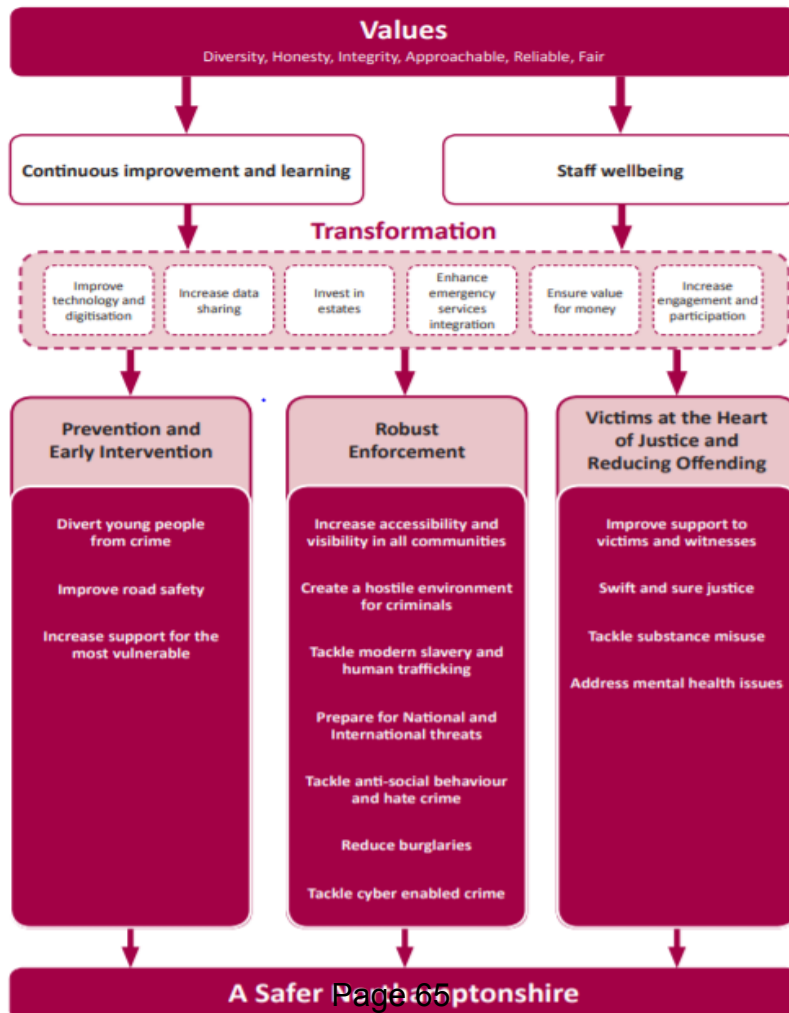 Values
Diversity, Honesty, Integrity, Approachable, Reliable, Fair
Continuous improvement and learning
Staff wellbeing
Transformation
Improve
technology and
digitisation
Increase data
sharing
Invest in
estates
Enhance
emergency
services
integration
Ensure value
for money
Increase
engagement and
participation
Prevention and
Early Intervention
Divert young people
from crime
Improve road safety
Increase support for the
most vulnerable
Robust
Enforcement
Increase accessibility and
visibility in all communities
Create a hostile environment
for criminals
Tackle modern slavery and
human trafficking
Prepare for National and
International threats
Tackle anti-social behaviour
and hate crime
Reduce burglaries
Tackle cyber enabled crime
Victims at the Heart
of Justice and
Reducing Offending
Improve support to
victims and witnesses
Swift and sure justice
Tackle substance misuse
Address mental health issues
A Safer Northamptonshire
Page 65